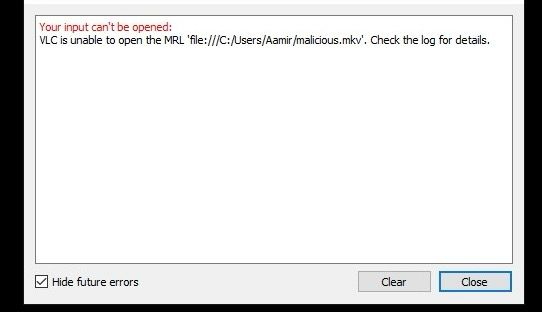 Your input can't be opened:
VLC is unable to open the MRL 'file:///C:/Users/Aamir/malicious.mkv'. Check the log for details.
Hide future errors
Clear
Close